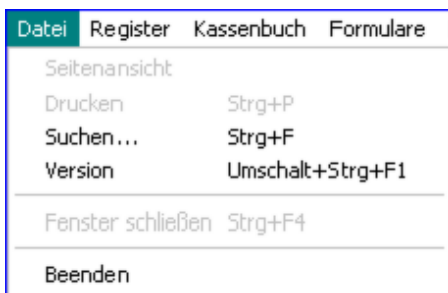 Datei Register Kassenbuch Formulare
Seitenansicht
Drucken Strg+P
Suchen... Strg+F
Version Umschalt+Strg+F1
Fenster schließen Strg+F4
Beenden